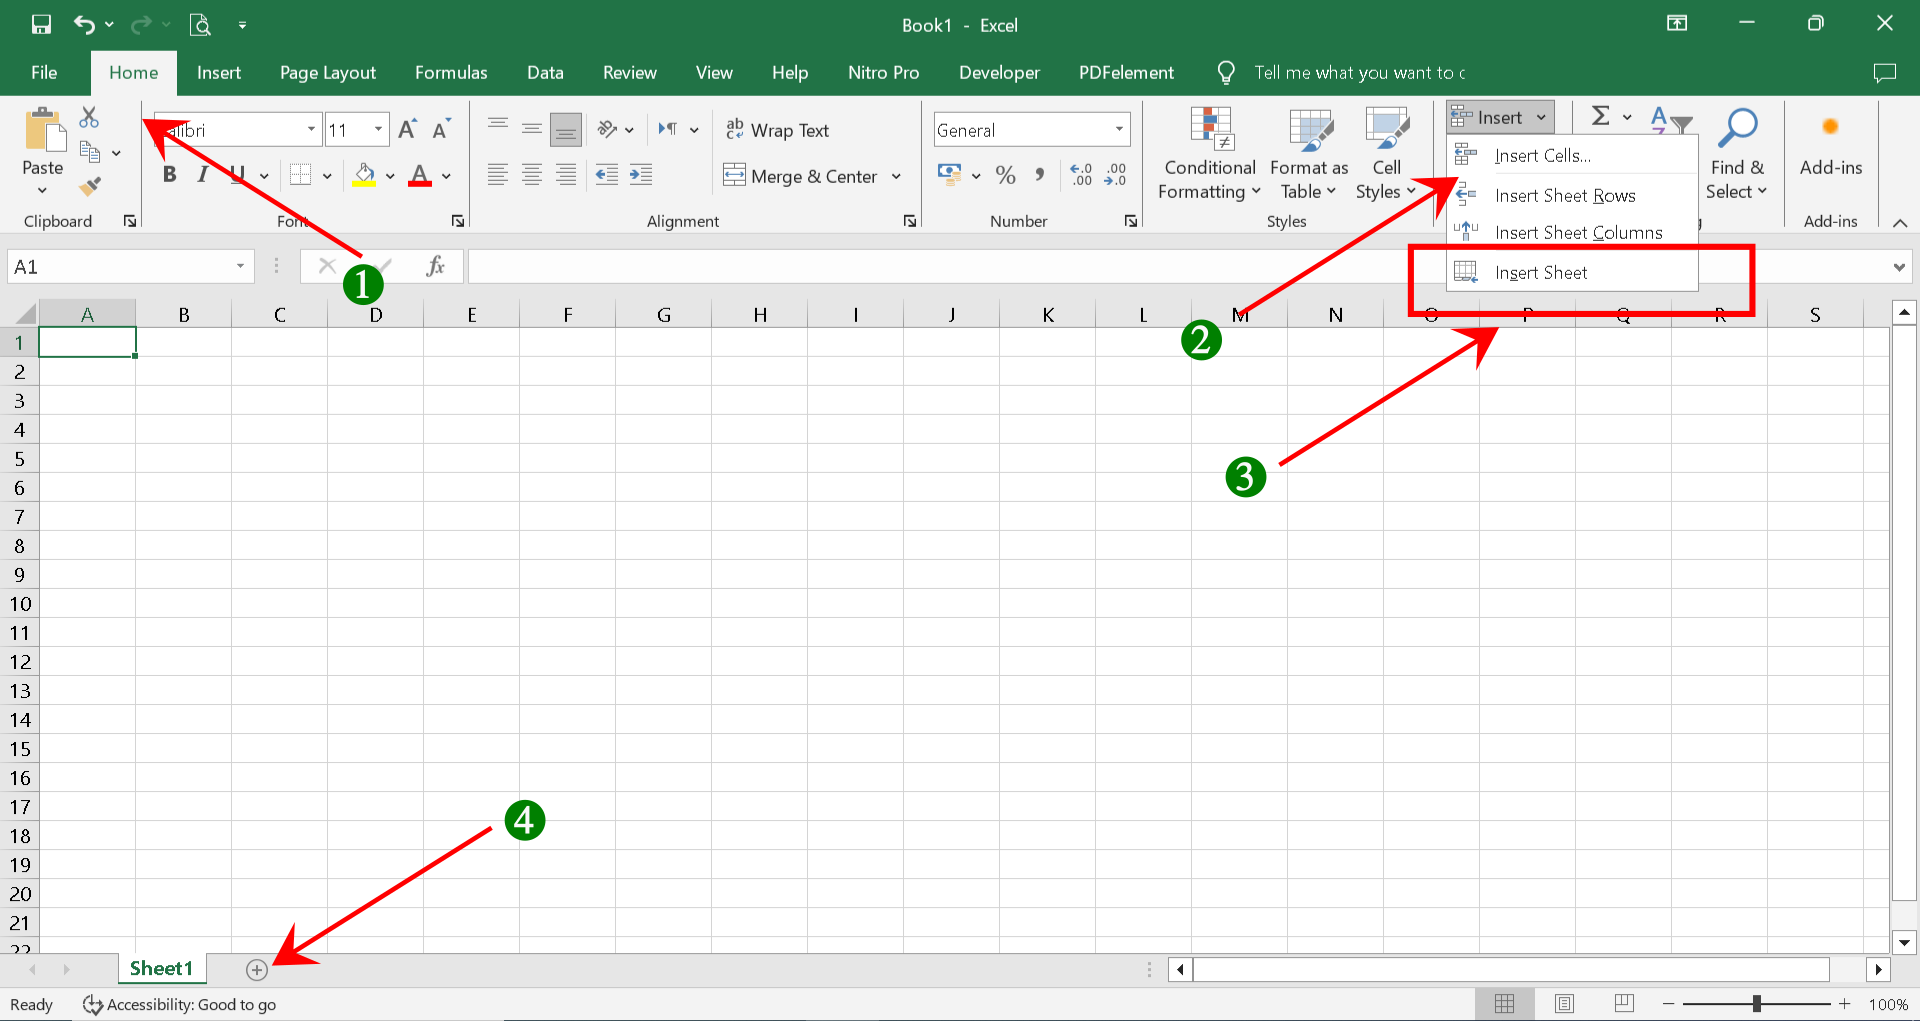 Book1 - Excel
File Home Insert Page Layout Formulas Data Review View Help Nitro Pro Developer PDFelement Tell me what you want to
Paste
Clipboard
11
B I U
Font
Wrap Text
Merge & Center
Alignment
General
% ,
Number
Conditional Formatting
Format as Table
Cell Styles
Styles
Insert
Insert Cells...
Insert Sheet Rows
Insert Sheet Columns
Insert Sheet
Σ
Find & Select
Add-ins
Add-ins
A1
fx
1
2
3
4
A B C D E F G H I J K L M N O P Q R S
1
2
3
4
5
6
7
8
9
10
11
12
13
14
15
16
17
18
19
20
21
22
Sheet1
Ready Accessibility: Good to go 100%